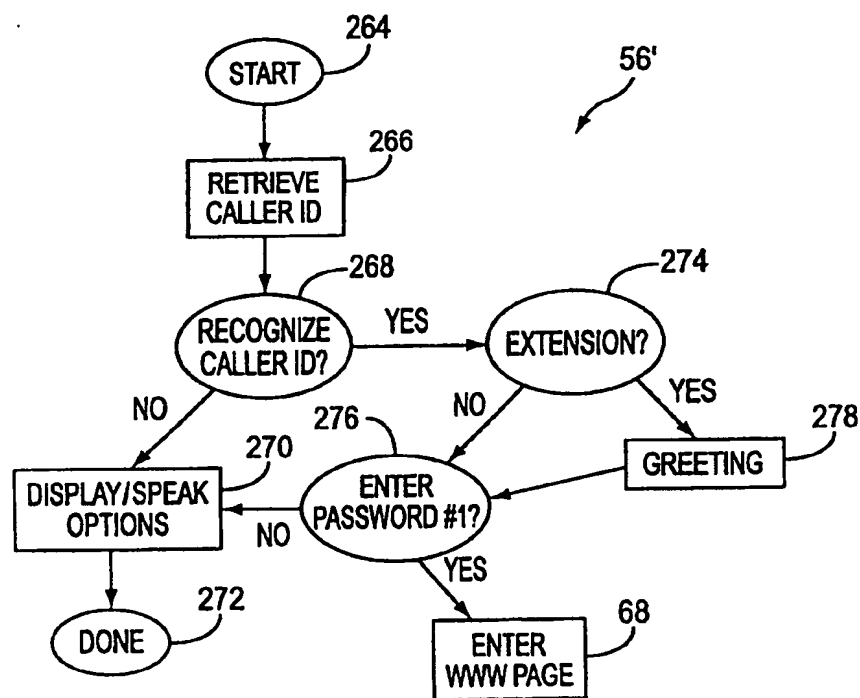 264
START
56'
266
RETRIEVE
CALLER ID
268
274
RECOGNIZE
CALLER ID?
YES
EXTENSION?
NO
276
NO
YES
278
270
DISPLAY/SPEAK
OPTIONS
ENTER
PASSWORD #1?
GREETING
NO
YES
272
DONE
68
ENTER
WWW PAGE